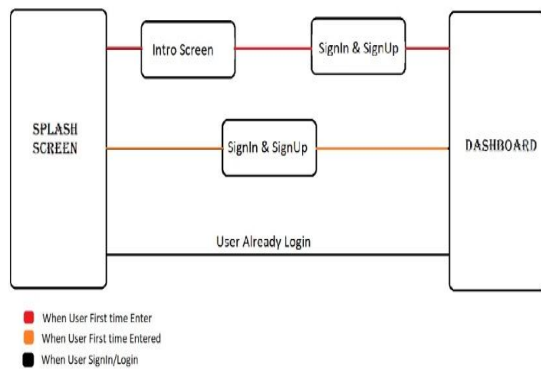 Intro Screen
SignIn & SignUp
SPLASH
SCREEN
SignIn & SignUp
DASHBOARD
User Already Login
When User First time Enter
When User First time Entered
When User SignIn/Login